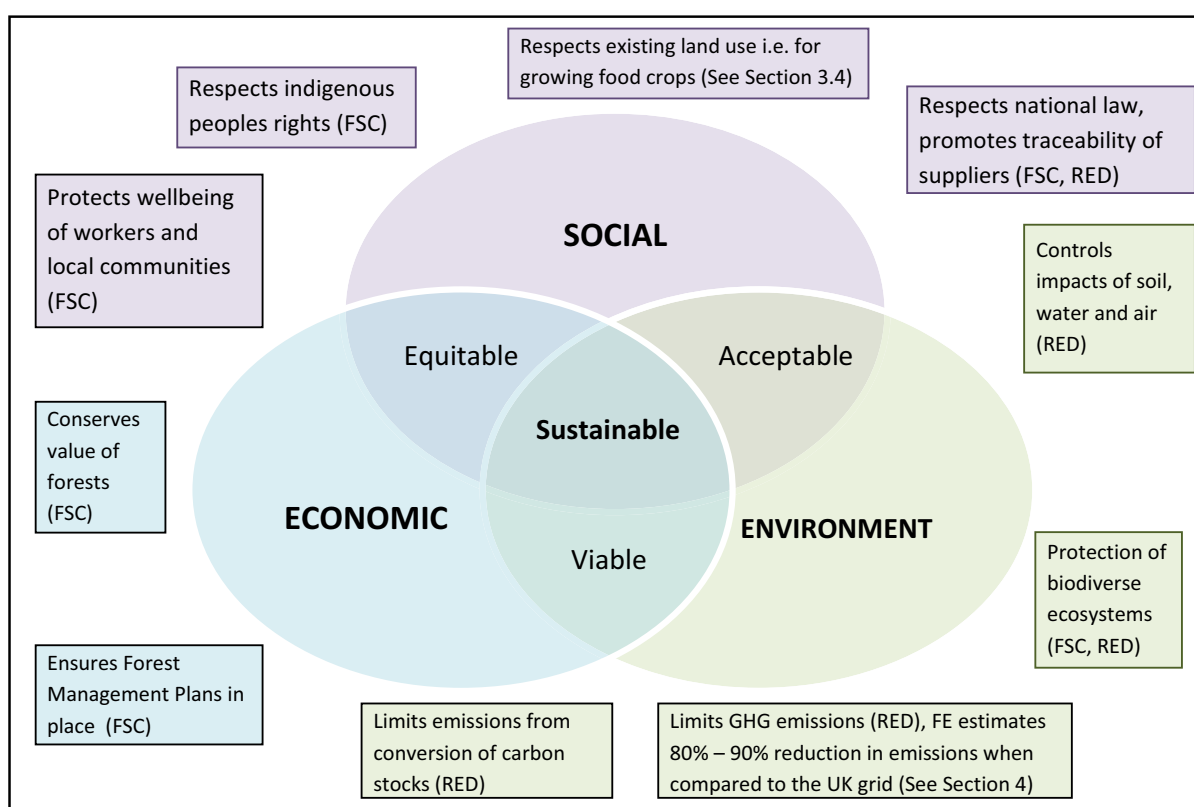 Respects existing land use i.e. for
growing food crops (See Section 3.4)
Respects indigenous
peoples rights (FSC)
Respects national law,
promotes traceability of
suppliers (FSC, RED)
Protects wellbeing
of workers and
local communities
(FSC)
SOCIAL
Controls
impacts of soil,
water and air
(RED)
Equitable
Acceptable
Sustainable
Conserves
value of
forests
(FSC)
ECONOMIC
ENVIRONMENT
Viable
Protection of
biodiverse
ecosystems
(FSC, RED)
Ensures Forest
Management Plans in
place (FSC)
Limits emissions from
conversion of carbon
stocks (RED)
Limits GHG emissions (RED), FE estimates
80% – 90% reduction in emissions when
compared to the UK grid (See Section 4)